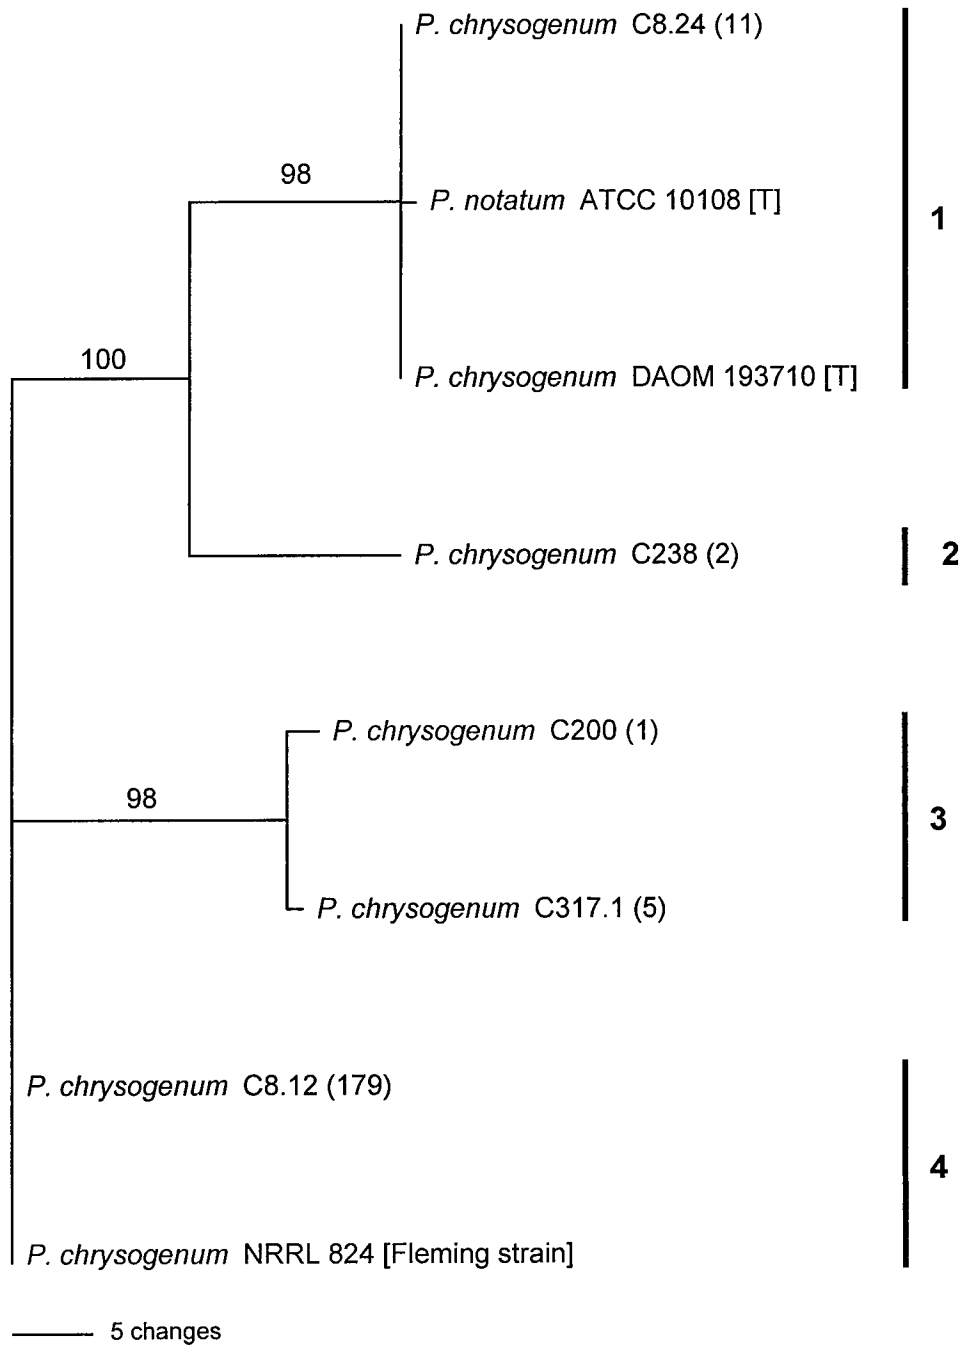 P. chrysogenum C8.24 (11)
98
P. notatum ATCC 10108 [T]
1
100
P. chrysogenum DAOM 193710 [T]
P. chrysogenum C238 (2)
2
P. chrysogenum C200 (1)
98
3
P. chrysogenum C317.1 (5)
P. chrysogenum C8.12 (179)
4
P. chrysogenum NRRL 824 [Fleming strain]
5 changes